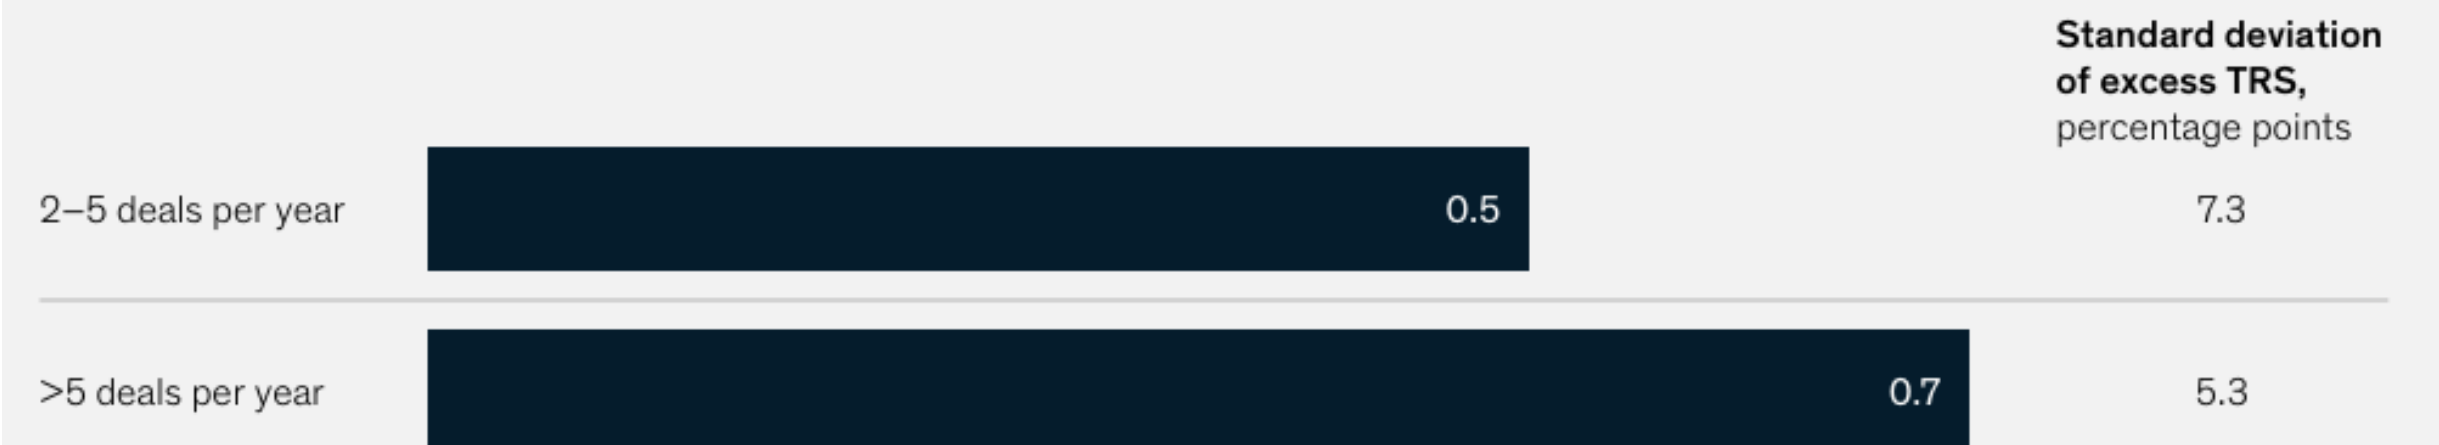 Standard deviation
of excess TRS,
percentage points
2–5 deals per year 0.5 7.3
>5 deals per year 0.7 5.3